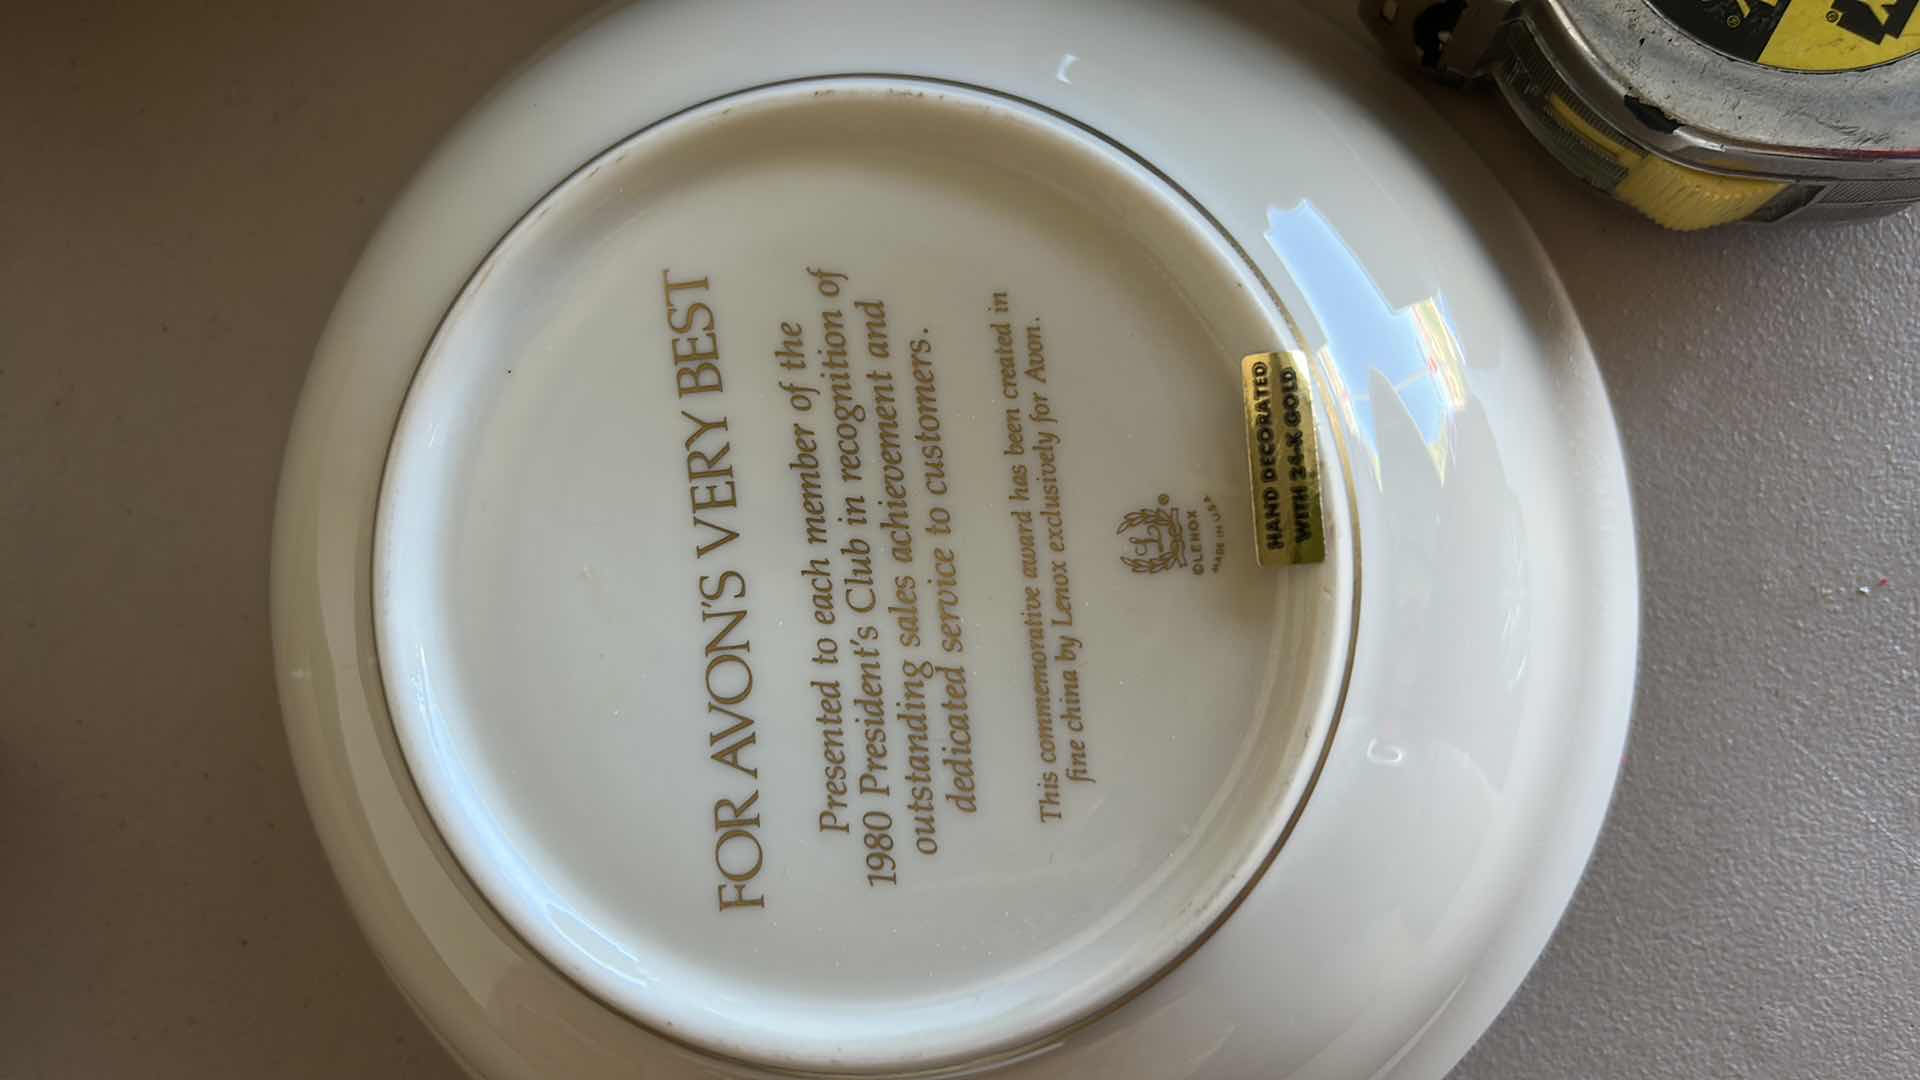 FOR AVON'S VERY BEST
Presented to each member of the
1980 President's Club in recognition of
outstanding sales achievement and
dedicated service to customers.
This commemorative award has been created in
fine china by Lenox exclusively for Avon.
L®
©LENOX
MADE IN USA
HAND DECORATED
WITH 24-K GOLD